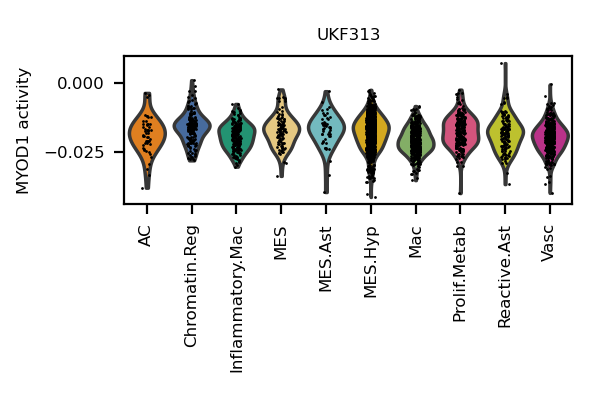 UKF313
MYOD1 activity
0.000
−0.025
AC
Chromatin.Reg
Inflammatory.Mac
MES
MES.Ast
MES.Hyp
Mac
Prolif.Metab
Reactive.Ast
Vasc